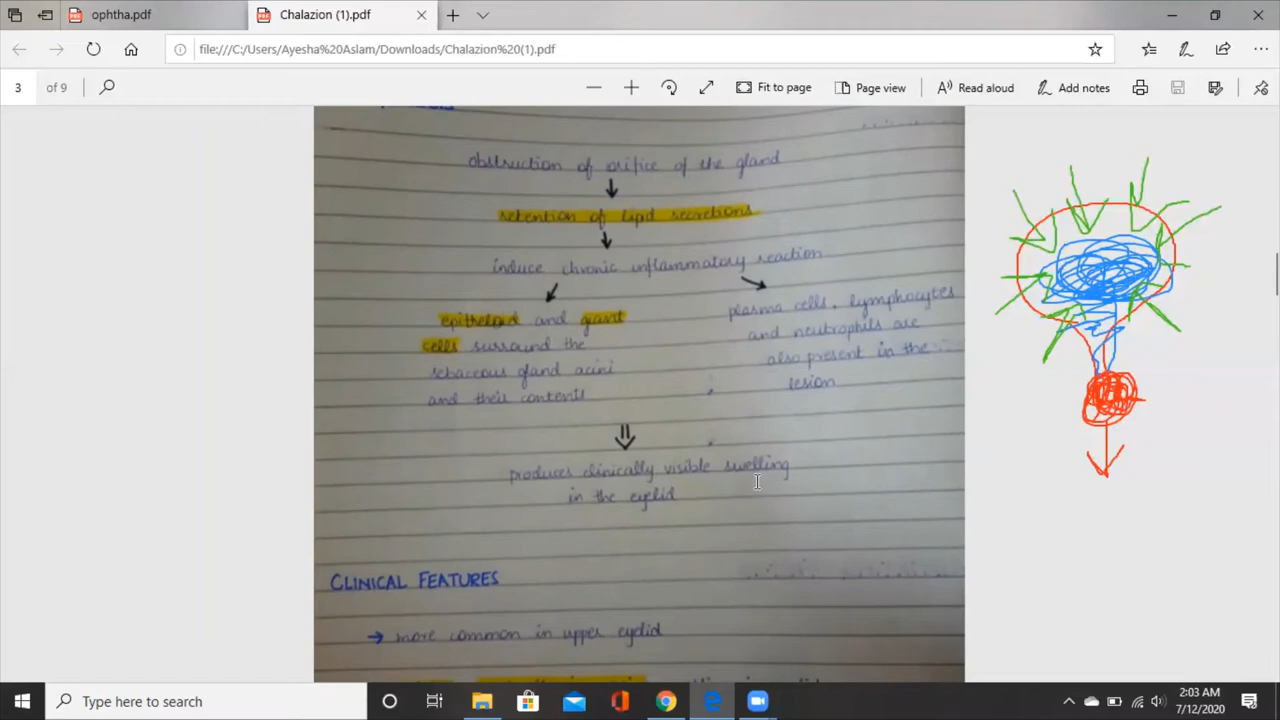 ophtha.pdf
Chalazion (1).pdf
file:///C:/Users/Ayesha%20Aslam/Downloads/Chalazion%20(1).pdf
3 of 9
Fit to page
Page view
Read aloud
Add notes
obstruction of orifice of the gland
retention of lipid secretions
induce chronic inflammatory reaction
epitheloid and giant
cells surround the
sebaceous gland acini
and their contents
plasma cells, lymphocytes
and neutrophils are
also present in the
lesion
produces clinically visible swelling
in the eyelid
CLINICAL FEATURES
→ more common in upper eyelid
Type here to search
2:03 AM
7/12/2020